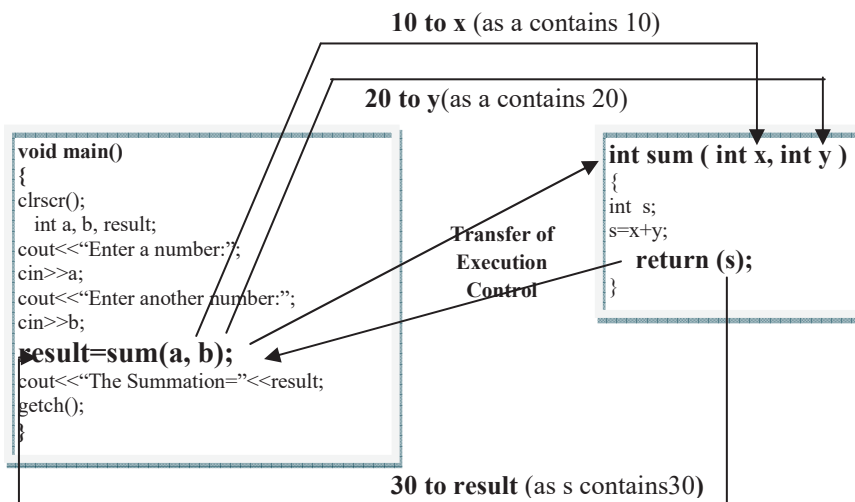 10 to x (as a contains 10)
20 to y(as a contains 20)
void main()
{
clrscr();
int a, b, result;
cout<<“Enter a number:”;
cin>>a;
cout<<“Enter another number:”;
cin>>b;
result=sum(a, b);
cout<<“The Summation=”<<result;
getch();
}
Transfer of
Execution
Control
int sum ( int x, int y )
{
int s;
s=x+y;
return (s);
}
30 to result (as s contains30)